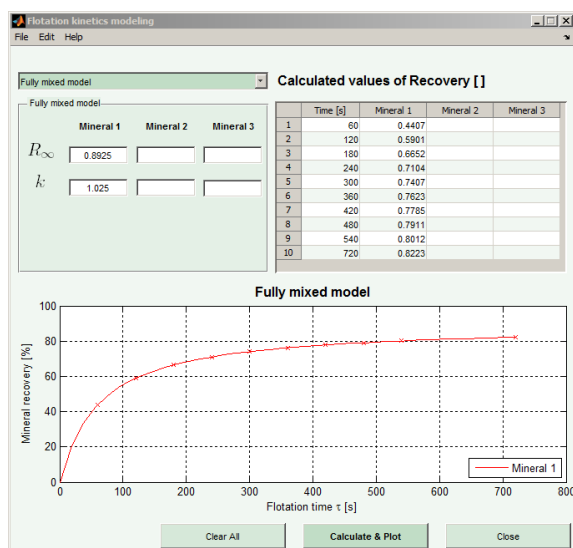 Flotation kinetics modeling
File Edit Help
Fully mixed model
Calculated values of Recovery [ ]
Fully mixed model
Mineral 1 Mineral 2 Mineral 3
R∞ 0.8925
k 1.025
Time [s] Mineral 1 Mineral 2 Mineral 3
1 60 0.4407
2 120 0.5901
3 180 0.6652
4 240 0.7104
5 300 0.7407
6 360 0.7623
7 420 0.7785
8 480 0.7911
9 540 0.8012
10 720 0.8223
Fully mixed model
Mineral recovery [%]
100
80
60
40
20
0
0 100 200 300 400 500 600 700 800
Mineral 1
Flotation time τ [s]
Clear All Calculate & Plot Close